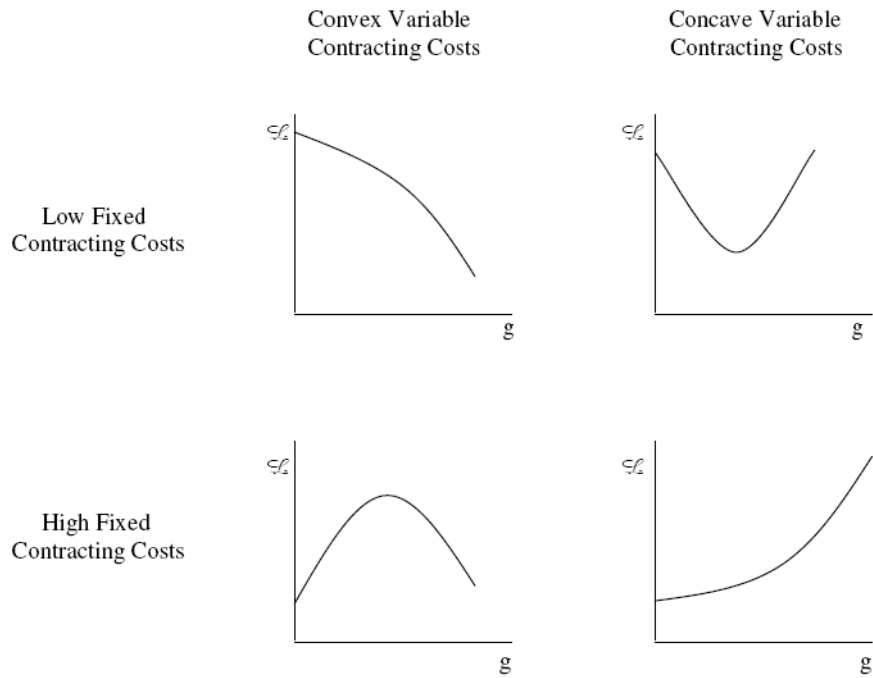 Convex Variable
Contracting Costs
Concave Variable
Contracting Costs
ℒ
ℒ
Low Fixed
Contracting Costs
g
g
ℒ
ℒ
High Fixed
Contracting Costs
g
g